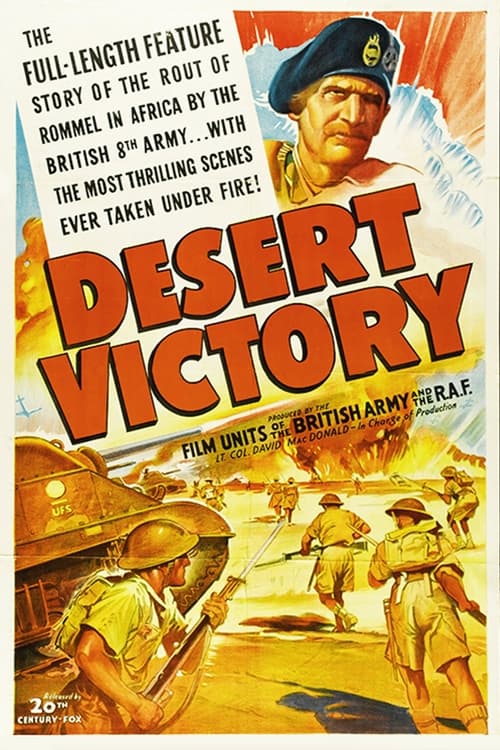 THE
FULL-LENGTH FEATURE
STORY OF THE ROUT OF
ROMMEL IN AFRICA BY THE
BRITISH 8TH ARMY...WITH
THE MOST THRILLING SCENES
EVER TAKEN UNDER FIRE!
DESERT
VICTORY
PRODUCED BY THE
FILM UNITS OF THE BRITISH ARMY AND THE R.A.F.
LT. COL. DAVID MACDONALD-In Charge of Production
UFS
Released by
20TH
CENTURY-FOX